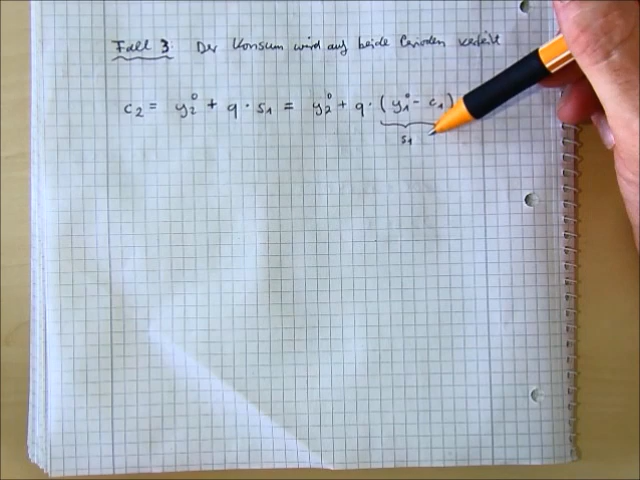 Fall 3: Der Konsum wird auf beide Perioden verteilt
c₂ = y₂⁰ + q · s₁ = y₂⁰ + q · (y₁⁰ - c₁)
s₁